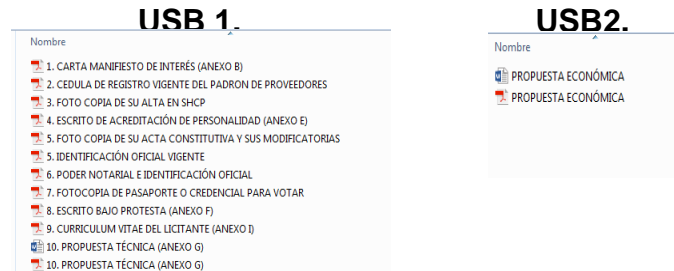 USB 1.
Nombre
1. CARTA MANIFIESTO DE INTERÉS (ANEXO B)
2. CEDULA DE REGISTRO VIGENTE DEL PADRON DE PROVEEDORES
3. FOTO COPIA DE SU ALTA EN SHCP
4. ESCRITO DE ACREDITACIÓN DE PERSONALIDAD (ANEXO E)
5. FOTO COPIA DE SU ACTA CONSTITUTIVA Y SUS MODIFICATORIAS
5. IDENTIFICACIÓN OFICIAL VIGENTE
6. PODER NOTARIAL E IDENTIFICACIÓN OFICIAL
7. FOTOCOPIA DE PASAPORTE O CREDENCIAL PARA VOTAR
8. ESCRITO BAJO PROTESTA (ANEXO F)
9. CURRICULUM VITAE DEL LICITANTE (ANEXO I)
10. PROPUESTA TÉCNICA (ANEXO G)
10. PROPUESTA TÉCNICA (ANEXO G)
USB2.
Nombre
PROPUESTA ECONÓMICA
PROPUESTA ECONÓMICA